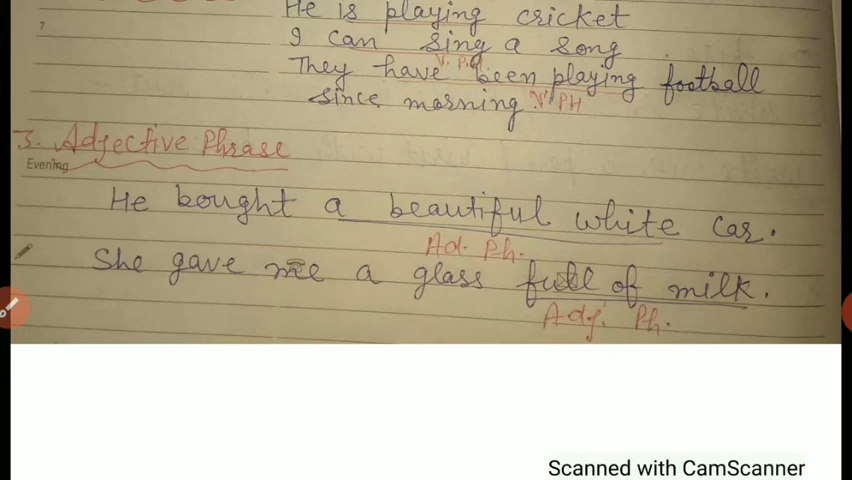 He is playing cricket
7
I can sing a song
V. P.H
They have been playing football
since morning. V. PH
3. Adjective Phrase
Evening
He bought a beautiful white car.
Ad. Ph.
She gave me a glass full of milk.
Adj. Ph.
Scanned with CamScanner